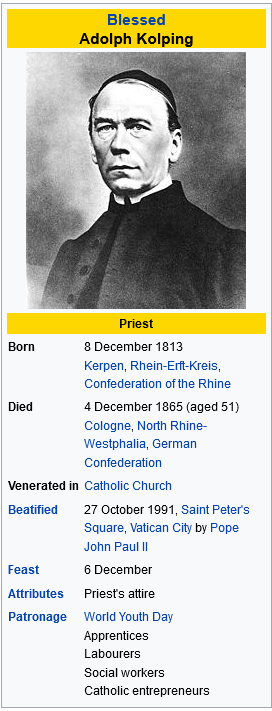 Blessed
Adolph Kolping
Priest
Born 8 December 1813
Kerpen, Rhein-Erft-Kreis,
Confederation of the Rhine
Died 4 December 1865 (aged 51)
Cologne, North Rhine-
Westphalia, German
Confederation
Venerated in Catholic Church
Beatified 27 October 1991, Saint Peter's
Square, Vatican City by Pope
John Paul II
Feast 6 December
Attributes Priest's attire
Patronage World Youth Day
Apprentices
Labourers
Social workers
Catholic entrepreneurs